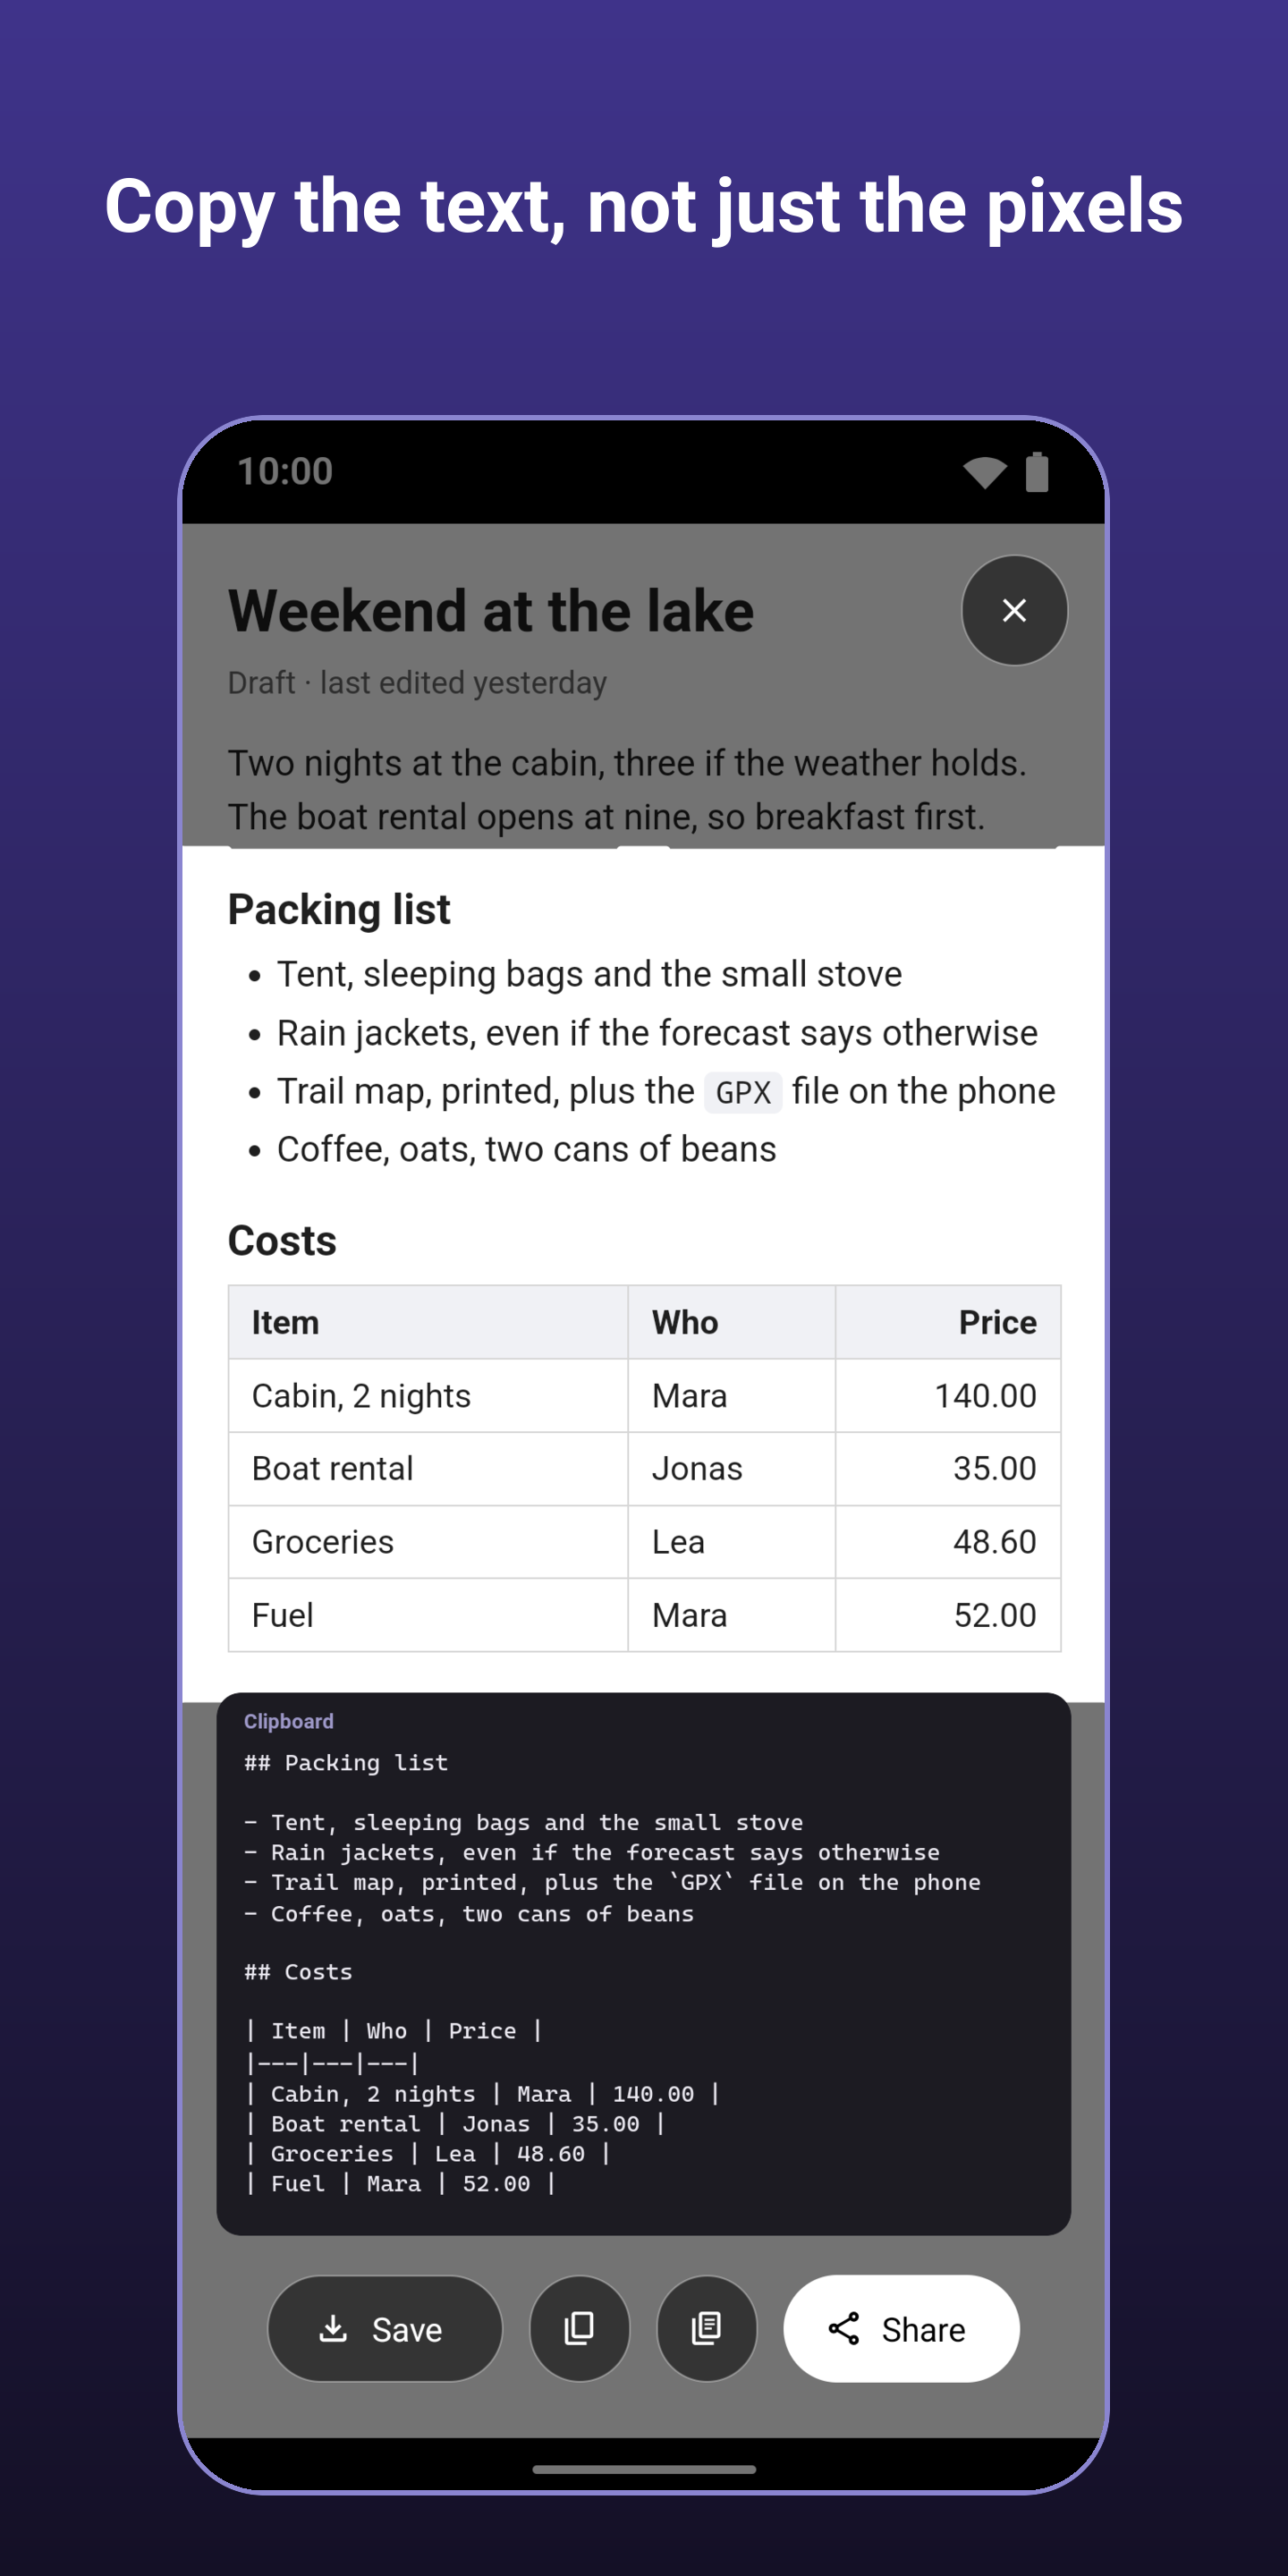 Copy the text, not just the pixels
10:00
Weekend at the lake
Draft · last edited yesterday
Two nights at the cabin, three if the weather holds.
The boat rental opens at nine, so breakfast first.
Packing list
• Tent, sleeping bags and the small stove
• Rain jackets, even if the forecast says otherwise
• Trail map, printed, plus the GPX file on the phone
• Coffee, oats, two cans of beans
Costs
Item Who Price
Cabin, 2 nights Mara 140.00
Boat rental Jonas 35.00
Groceries Lea 48.60
Fuel Mara 52.00
Clipboard
## Packing list
- Tent, sleeping bags and the small stove
- Rain jackets, even if the forecast says otherwise
- Trail map, printed, plus the `GPX` file on the phone
- Coffee, oats, two cans of beans
## Costs
| Item | Who | Price |
|---|---|---|
| Cabin, 2 nights | Mara | 140.00 |
| Boat rental | Jonas | 35.00 |
| Groceries | Lea | 48.60 |
| Fuel | Mara | 52.00 |
Save Share